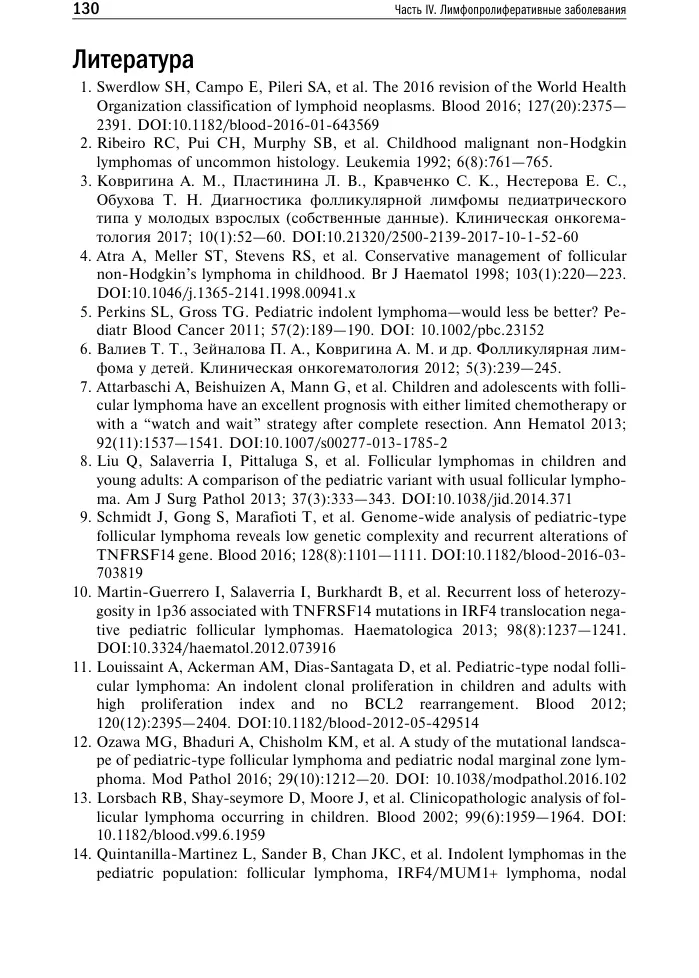 130
Часть IV. Лимфопролиферативные заболевания
Литература
1. Swerdlow SH, Campo E, Pileri SA, et al. The 2016 revision of the World Health
Organization classification of lymphoid neoplasms. Blood 2016; 127(20):2375—
2391. DOI:10.1182/blood-2016-01-643569
2. Ribeiro RC, Pui CH, Murphy SB, et al. Childhood malignant non-Hodgkin
lymphomas of uncommon histology. Leukemia 1992; 6(8):761—765.
3. Ковригина А. М., Пластинина Л. В., Кравченко С. К., Нестерова Е. С.,
Обухова Т. Н. Диагностика фолликулярной лимфомы педиатрического
типа у молодых взрослых (собственные данные). Клиническая онкогема-
тология 2017; 10(1):52—60. DOI:10.21320/2500-2139-2017-10-1-52-60
4. Atra A, Meller ST, Stevens RS, et al. Conservative management of follicular
non-Hodgkin’s lymphoma in childhood. Br J Haematol 1998; 103(1):220—223.
DOI:10.1046/j.1365-2141.1998.00941.x
5. Perkins SL, Gross TG. Pediatric indolent lymphoma—would less be better? Pe-
diatr Blood Cancer 2011; 57(2):189—190. DOI: 10.1002/pbc.23152
6. Валиев Т. Т., Зейналова П. А., Ковригина А. М. и др. Фолликулярная лим-
фома у детей. Клиническая онкогематология 2012; 5(3):239—245.
7. Attarbaschi A, Beishuizen A, Mann G, et al. Children and adolescents with folli-
cular lymphoma have an excellent prognosis with either limited chemotherapy or
with a “watch and wait” strategy after complete resection. Ann Hematol 2013;
92(11):1537—1541. DOI:10.1007/s00277-013-1785-2
8. Liu Q, Salaverria I, Pittaluga S, et al. Follicular lymphomas in children and
young adults: A comparison of the pediatric variant with usual follicular lympho-
ma. Am J Surg Pathol 2013; 37(3):333—343. DOI:10.1038/jid.2014.371
9. Schmidt J, Gong S, Marafioti T, et al. Genome-wide analysis of pediatric-type
follicular lymphoma reveals low genetic complexity and recurrent alterations of
TNFRSF14 gene. Blood 2016; 128(8):1101—1111. DOI:10.1182/blood-2016-03-
703819
10. Martin-Guerrero I, Salaverria I, Burkhardt B, et al. Recurrent loss of heterozy-
gosity in 1p36 associated with TNFRSF14 mutations in IRF4 translocation nega-
tive pediatric follicular lymphomas. Haematologica 2013; 98(8):1237—1241.
DOI:10.3324/haematol.2012.073916
11. Louissaint A, Ackerman AM, Dias-Santagata D, et al. Pediatric-type nodal folli-
cular lymphoma: An indolent clonal proliferation in children and adults with
high proliferation index and no BCL2 rearrangement. Blood 2012;
120(12):2395—2404. DOI:10.1182/blood-2012-05-429514
12. Ozawa MG, Bhaduri A, Chisholm KM, et al. A study of the mutational landsca-
pe of pediatric-type follicular lymphoma and pediatric nodal marginal zone lym-
phoma. Mod Pathol 2016; 29(10):1212—20. DOI: 10.1038/modpathol.2016.102
13. Lorsbach RB, Shay-seymore D, Moore J, et al. Clinicopathologic analysis of fol-
licular lymphoma occurring in children. Blood 2002; 99(6):1959—1964. DOI:
10.1182/blood.v99.6.1959
14. Quintanilla-Martinez L, Sander B, Chan JKC, et al. Indolent lymphomas in the
pediatric population: follicular lymphoma, IRF4/MUM1+ lymphoma, nodal